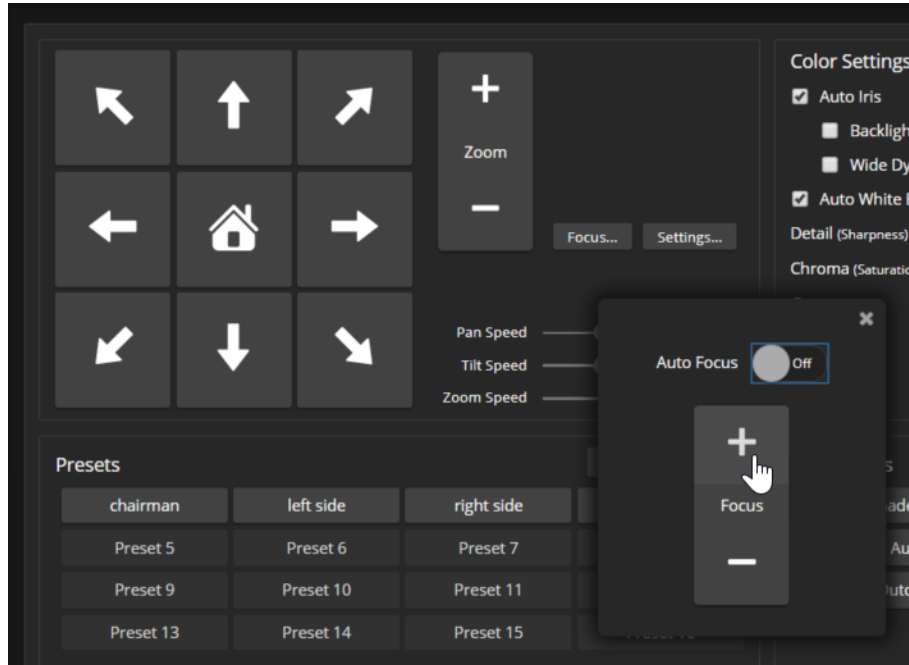 Zoom
Focus...
Settings...
Pan Speed
Tilt Speed
Zoom Speed
Color Settings
Auto Iris
Wide
Auto White
Detail (Sharpness)
Chroma
Auto Focus
Off
Focus
Presets
chairman
left side
right side
Preset 5
Preset 6
Preset 7
Preset 9
Preset 10
Preset 11
Preset 13
Preset 14
Preset 15